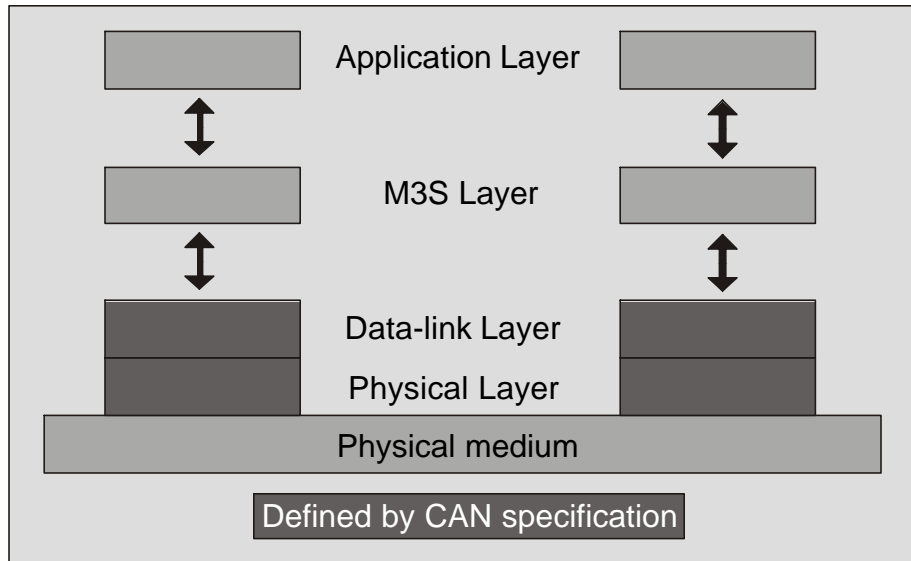 Application Layer
M3S Layer
Data-link Layer
Physical Layer
Physical medium
Defined by CAN specification